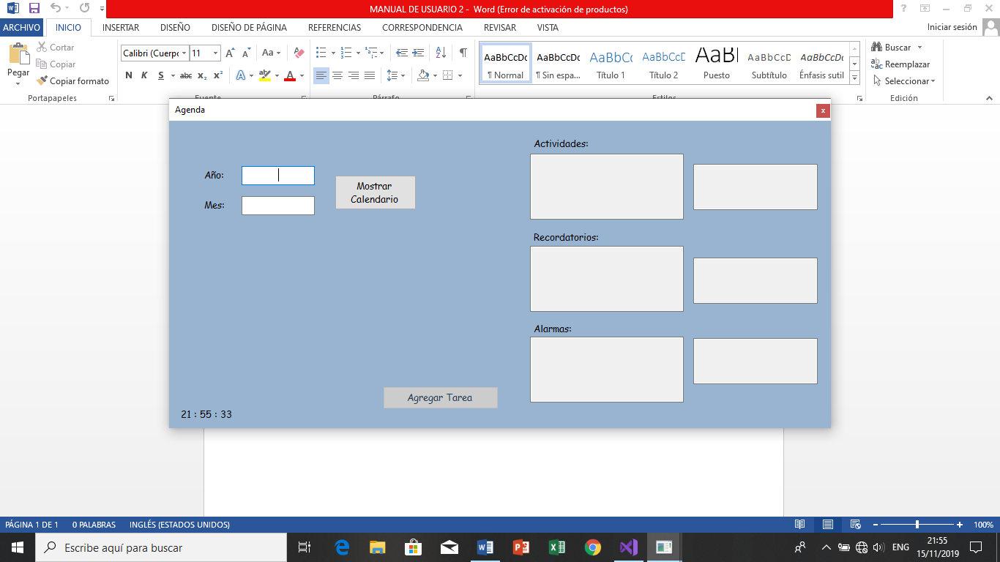 MANUAL DE USUARIO 2 - Word (Error de activación de productos)
ARCHIVO INICIO INSERTAR DISEÑO DISEÑO DE PÁGINA REFERENCIAS CORRESPONDENCIA REVISAR VISTA Iniciar sesión
Pegar
Cortar
Copiar
Copiar formato
Portapapeles
Calibri (Cuerpo 11
Aa
N K S abc x₂ x²
Fuente
Párrafo
AaBbCcDc AaBbCcDc AaBbCc AaBbCcD AaBl AaBbCcD AaBbCcDc
¶ Normal ¶ Sin espa... Título 1 Título 2 Puesto Subtítulo Énfasis sutil
Estilos
Buscar
Reemplazar
Seleccionar
Edición
Agenda
Año:
Mes:
Mostrar
Calendario
Actividades:
Recordatorios:
Alarmas:
Agregar Tarea
21 : 55 : 33
PÁGINA 1 DE 1 0 PALABRAS INGLÉS (ESTADOS UNIDOS) 100%
Escribe aquí para buscar
ENG
21:55
15/11/2019